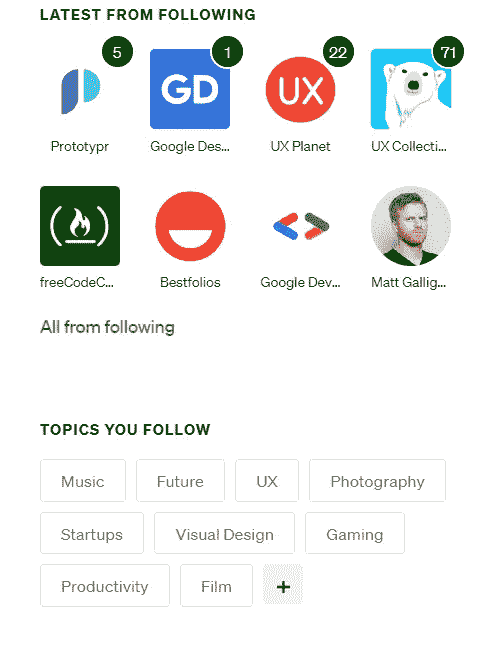 LATEST FROM FOLLOWING
5 1 22 71
GD UX
Prototypr Google Des... UX Planet UX Collecti...
freeCodeC... Bestfolios Google Dev... Matt Gallig...
All from following
TOPICS YOU FOLLOW
Music Future UX Photography
Startups Visual Design Gaming
Productivity Film +